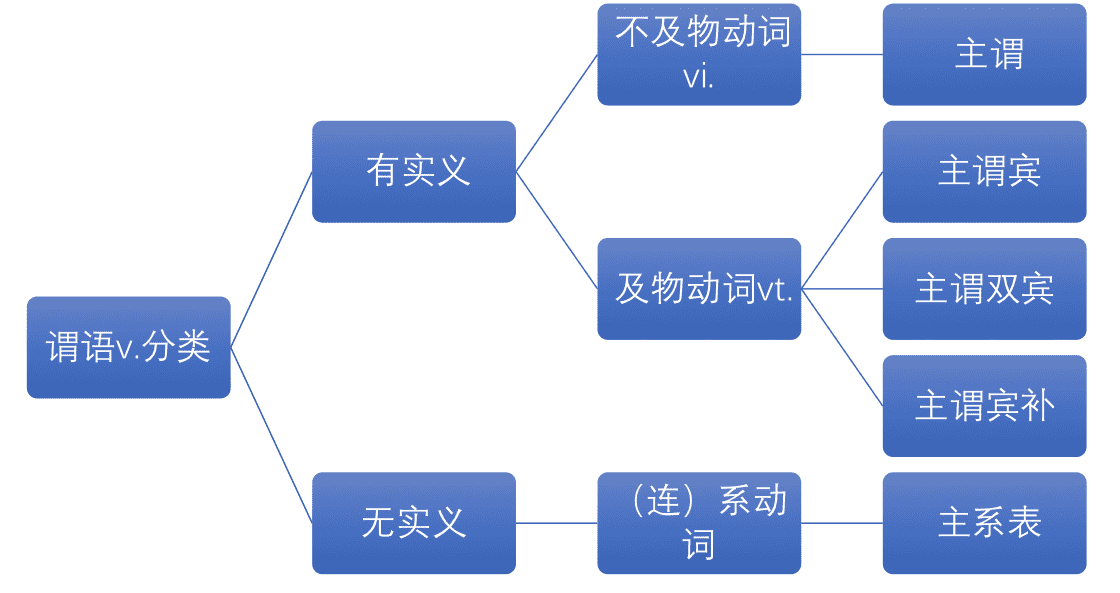 谓语v.分类
有实义
不及物动词
vi.
主谓
及物动词vt.
主谓宾
主谓双宾
主谓宾补
无实义
（连）系动
词
主系表